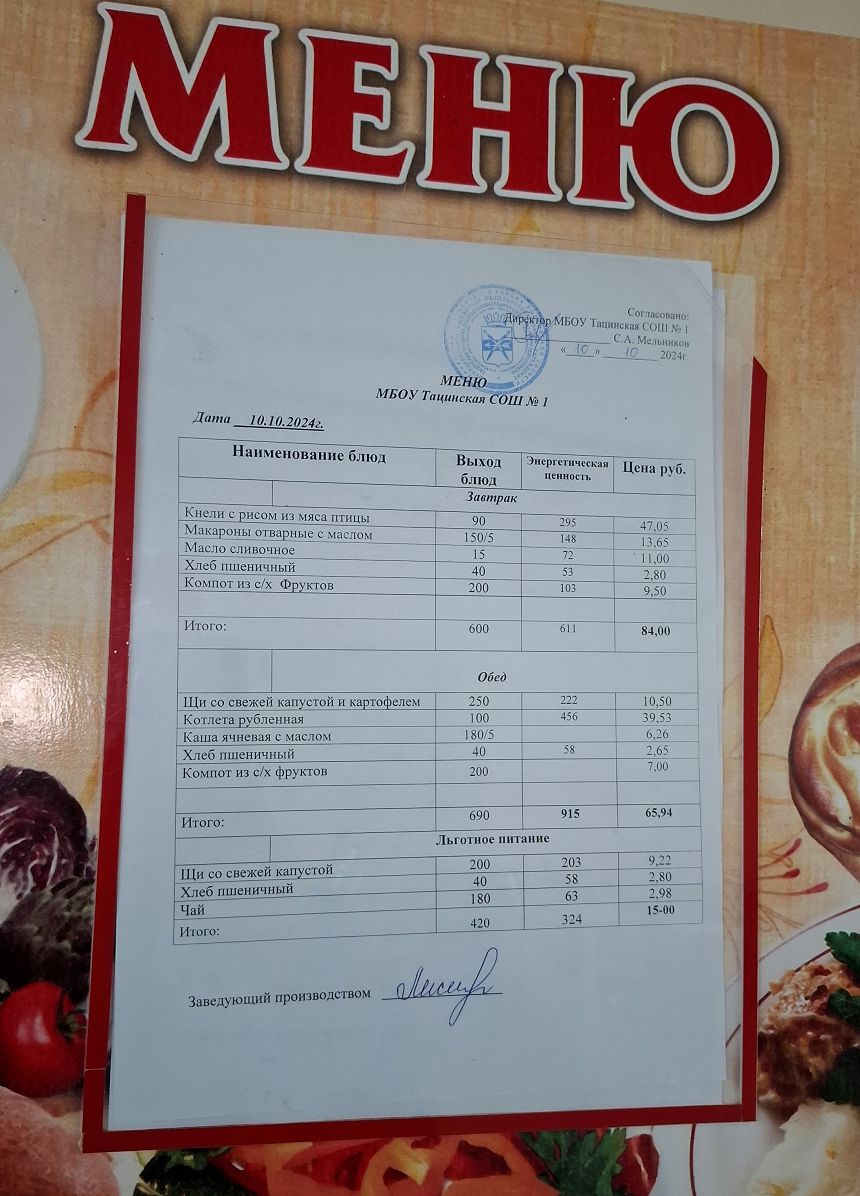 МЕНЮ
Согласовано:
Директор МБОУ Тацинская СОШ № 1
С.А. Мельников
« 10 » 10 2024г.
МЕНЮ
МБОУ Тацинская СОШ № 1
Дата 10.10.2024г.
Наименование блюд Выход блюд Энергетическая ценность Цена руб.
Завтрак
Кнели с рисом из мяса птицы 90 295 47,05
Макароны отварные с маслом 150/5 148 13,65
Масло сливочное 15 72 11,00
Хлеб пшеничный 40 53 2,80
Компот из с/х Фруктов 200 103 9,50
Итого: 600 611 84,00
Обед
Щи со свежей капустой и картофелем 250 222 10,50
Котлета рубленная 100 456 39,53
Каша ячневая с маслом 180/5 6,26
Хлеб пшеничный 40 58 2,65
Компот из с/х фруктов 200 7,00
Итого: 690 915 65,94
Льготное питание
Щи со свежей капустой 200 203 9,22
Хлеб пшеничный 40 58 2,80
Чай 180 63 2,98
Итого: 420 324 15-00
Заведующий производством